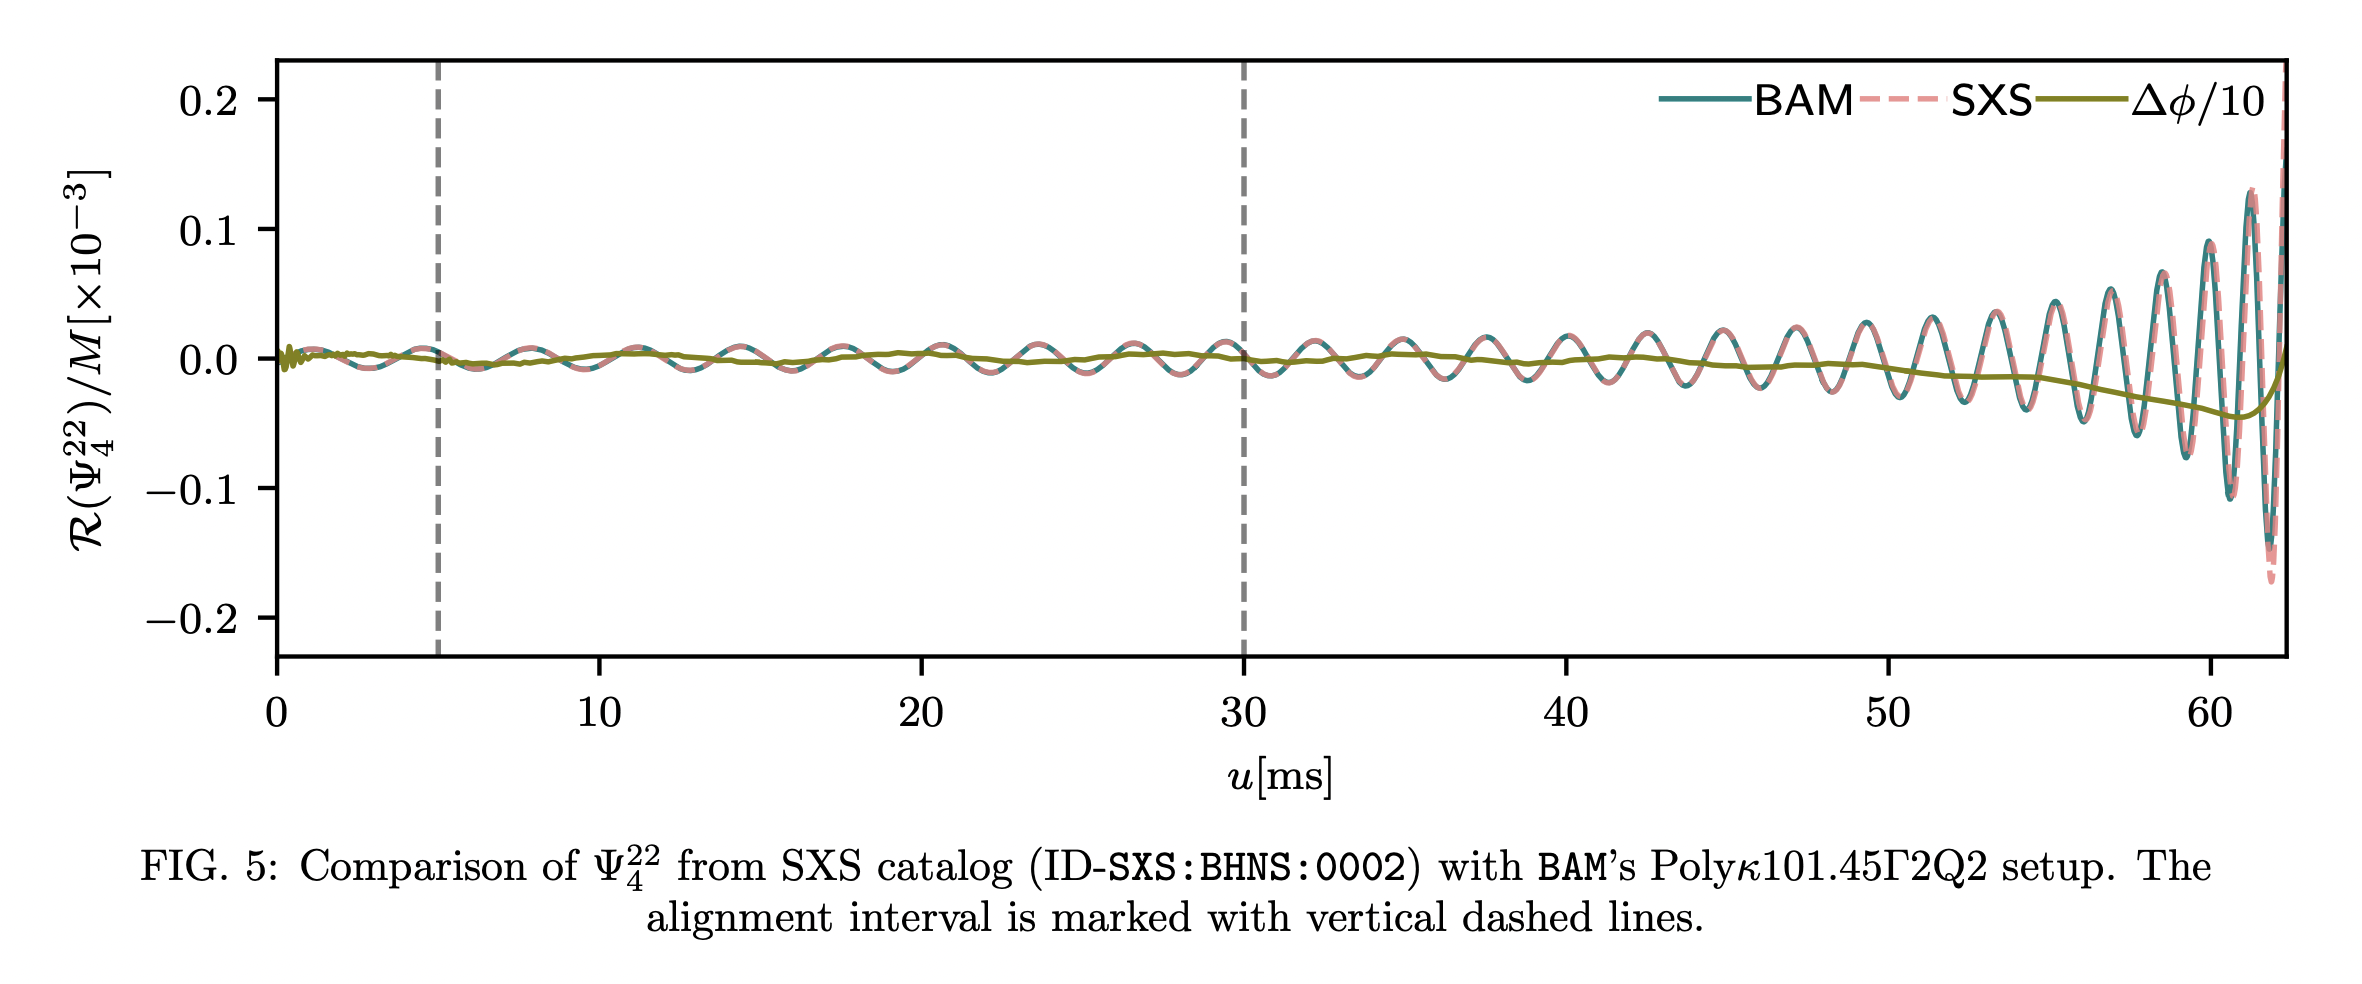 BAM SXS Δϕ/10
ℛ(Ψ₄²²)/M[×10⁻³]
0.2
0.1
0.0
−0.1
−0.2
0 10 20 30 40 50 60
u[ms]
FIG. 5: Comparison of Ψ₄²² from SXS catalog (ID-SXS:BHNS:0002) with BAM's Polyκ101.45Γ2Q2 setup. The
alignment interval is marked with vertical dashed lines.